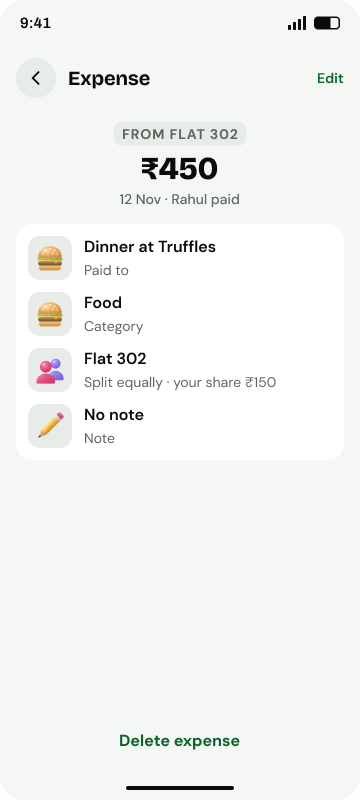 9:41
Expense
Edit
FROM FLAT 302
₹450
12 Nov · Rahul paid
Dinner at Truffles
Paid to
Food
Category
Flat 302
Split equally · your share ₹150
No note
Note
Delete expense